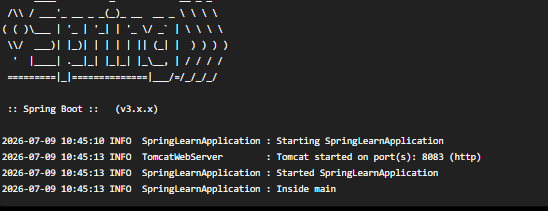 :: Spring Boot ::   (v3.x.x)
2026-07-09 10:45:10 INFO  SpringLearnApplication : Starting SpringLearnApplication
2026-07-09 10:45:13 INFO  TomcatWebServer        : Tomcat started on port(s): 8083 (http)
2026-07-09 10:45:13 INFO  SpringLearnApplication : Started SpringLearnApplication
2026-07-09 10:45:13 INFO  SpringLearnApplication : Inside main